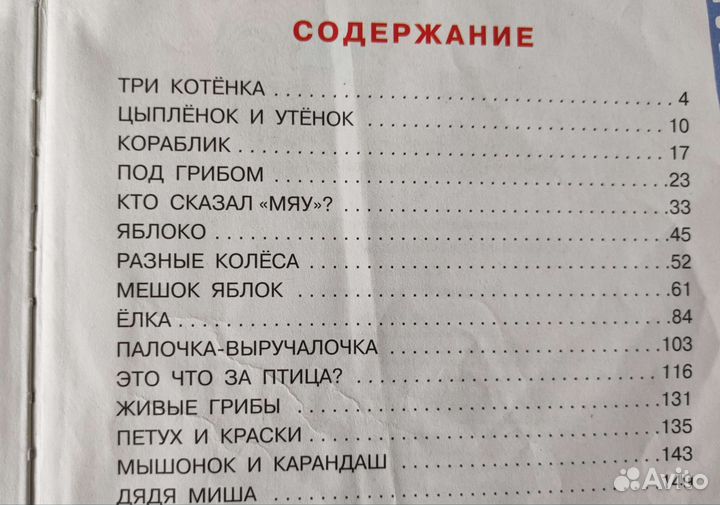 СОДЕРЖАНИЕ
ТРИ КОТЁНКА . . . . . . . . . . . . . . . . . . . . . . . . . . . . . . 4
ЦЫПЛЁНОК И УТЁНОК . . . . . . . . . . . . . . . . . . . . . . . . 10
КОРАБЛИК . . . . . . . . . . . . . . . . . . . . . . . . . . . . . . 17
ПОД ГРИБОМ . . . . . . . . . . . . . . . . . . . . . . . . . . . . . 23
КТО СКАЗАЛ «МЯУ»? . . . . . . . . . . . . . . . . . . . . . . . . 33
ЯБЛОКО . . . . . . . . . . . . . . . . . . . . . . . . . . . . . . . 45
РАЗНЫЕ КОЛЁСА . . . . . . . . . . . . . . . . . . . . . . . . . . 52
МЕШОК ЯБЛОК . . . . . . . . . . . . . . . . . . . . . . . . . . . 61
ЁЛКА . . . . . . . . . . . . . . . . . . . . . . . . . . . . . . . . 84
ПАЛОЧКА-ВЫРУЧАЛОЧКА . . . . . . . . . . . . . . . . . . . . . 103
ЭТО ЧТО ЗА ПТИЦА? . . . . . . . . . . . . . . . . . . . . . . . 116
ЖИВЫЕ ГРИБЫ . . . . . . . . . . . . . . . . . . . . . . . . . . 131
ПЕТУХ И КРАСКИ . . . . . . . . . . . . . . . . . . . . . . . . . 135
МЫШОНОК И КАРАНДАШ . . . . . . . . . . . . . . . . . . . . 143
ДЯДЯ МИША . . . . . . . . . . . . . . . . . . . . . . . . . . . . 149
Avito